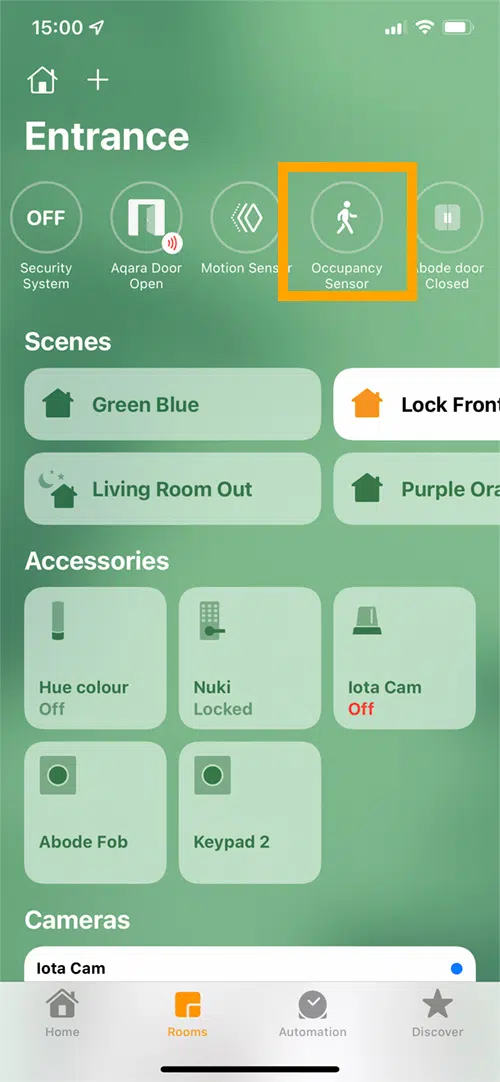 15:00
Entrance
OFF
Security
System
Aqara Door
Open
Motion Sensor
Occupancy
Sensor
Abode door
Closed
Scenes
Green Blue
Lock Front
Living Room Out
Purple Ora
Accessories
Hue colour
Off
Nuki
Locked
Iota Cam
Off
Abode Fob
Keypad 2
Cameras
Iota Cam
Home
Rooms
Automation
Discover